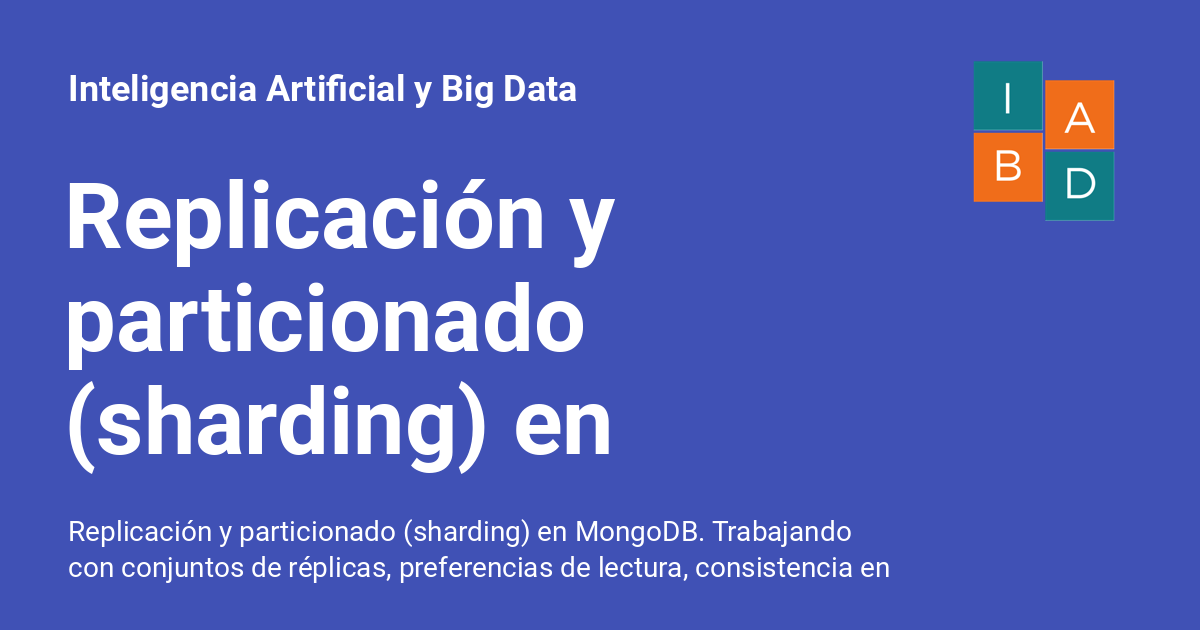 Inteligencia Artificial y Big Data
I
A
B
D
Replicación y
particionado
(sharding) en
Replicación y particionado (sharding) en MongoDB. Trabajando
con conjuntos de réplicas, preferencias de lectura, consistencia en